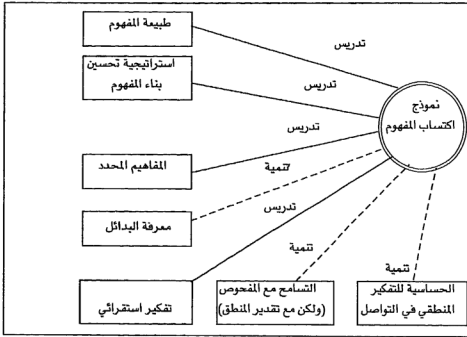 طبيعة المفهوم
تدريس
استراتيجية تحسين
بناء المفهوم
تدريس
نموذج
اكتساب المفهوم
تدريس
المفاهيم المحدد
تنمية
تدريس
معرفة البدائل
تنمية
تنمية
تفكير استقرائي
التسامح مع المفحوص
(ولكن مع تقدير المنطق)
الحساسية للتفكير
المنطقي في التواصل